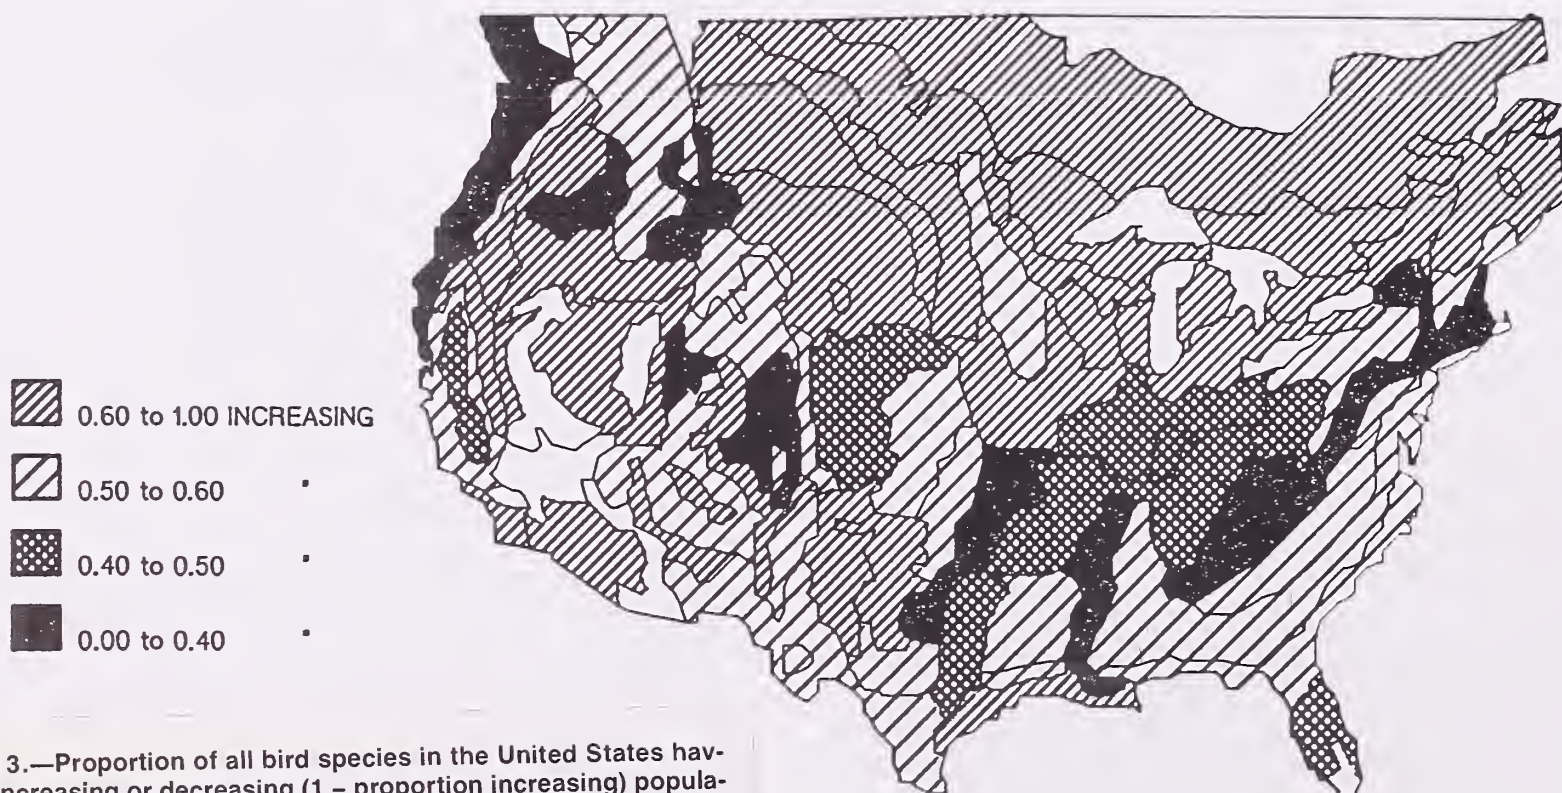 0.60 to 1.00 INCREASING
0.50 to 0.60 "
0.40 to 0.50 "
0.00 to 0.40 "
3.—Proportion of all bird species in the United States hav-
ncreasing or decreasing (1 – proportion increasing) popula-